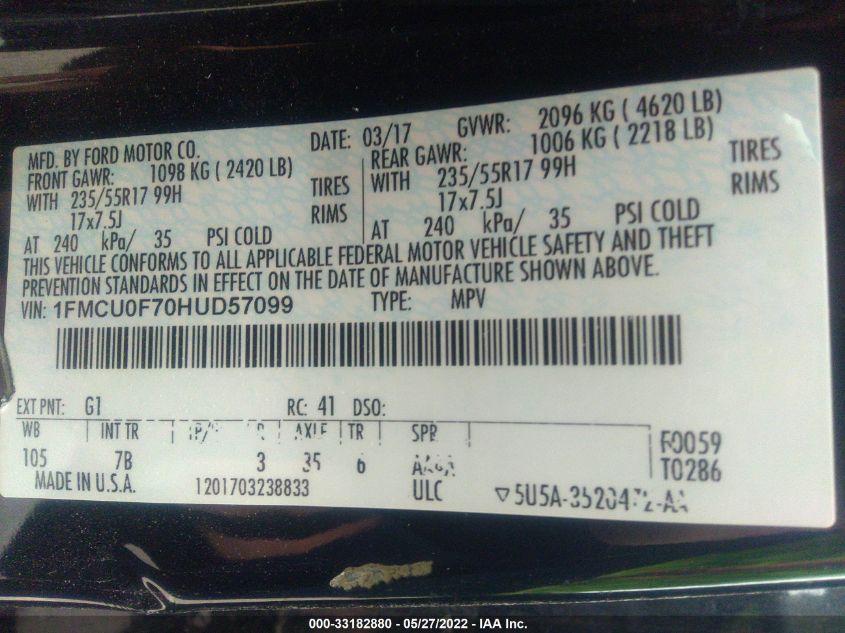 MFD. BY FORD MOTOR CO. DATE: 03/17 GVWR: 2096 KG ( 4620 LB)
FRONT GAWR: 1098 KG ( 2420 LB) REAR GAWR: 1006 KG ( 2218 LB)
WITH 235/55R17 99H TIRES WITH 235/55R17 99H TIRES
17x7.5J RIMS 17x7.5J RIMS
AT 240 kPa/ 35 PSI COLD AT 240 kPa/ 35 PSI COLD
THIS VEHICLE CONFORMS TO ALL APPLICABLE FEDERAL MOTOR VEHICLE SAFETY AND THEFT
PREVENTION STANDARDS IN EFFECT ON THE DATE OF MANUFACTURE SHOWN ABOVE.
VIN: 1FMCU0F70HUD57099 TYPE: MPV
EXT PNT: G1 RC: 41 DSO:
WB INT TR R AXLE TR SPR F0059
105 7B 3 35 6 T0286
MADE IN U.S.A. 1201703238833 ULC
000-33182880 - 05/27/2022 - IAA Inc.